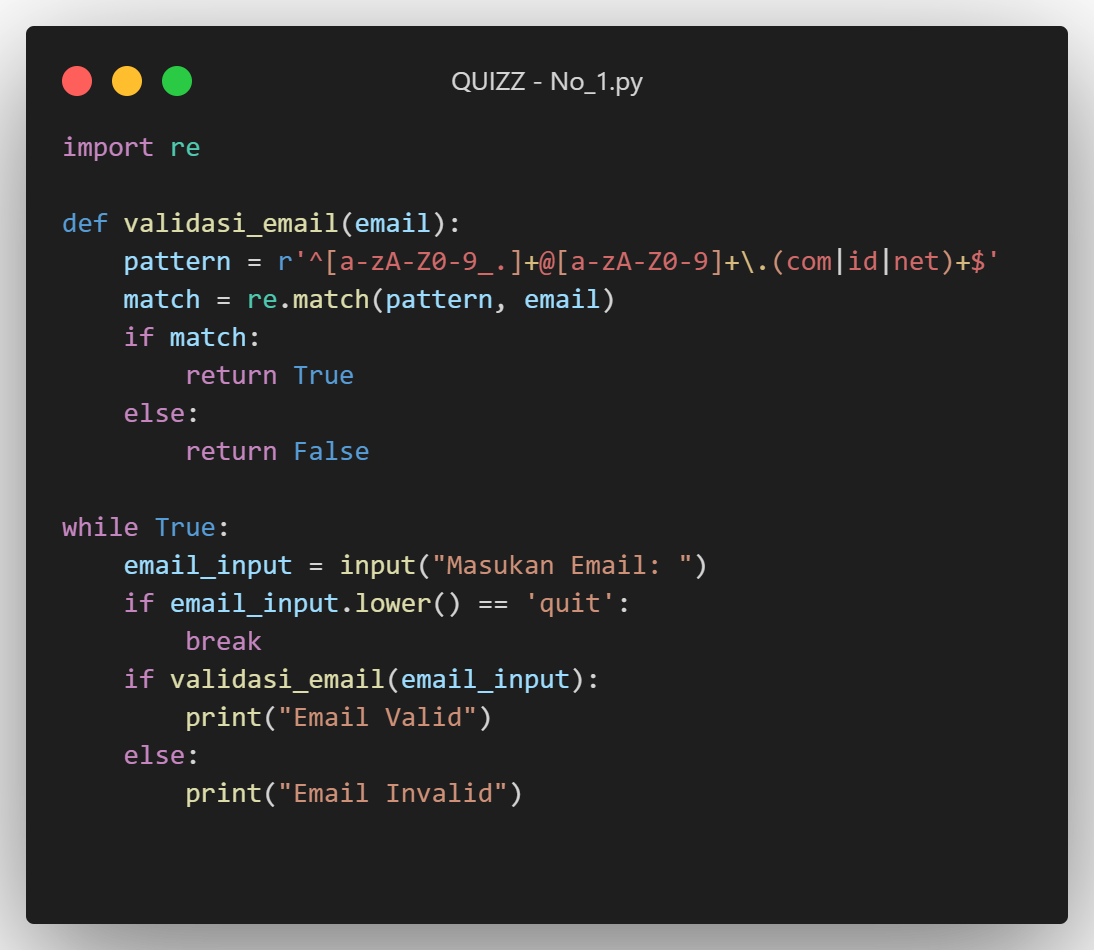 QUIZZ - No_1.py
import re
def validasi_email(email):
    pattern = r'^[a-zA-Z0-9_.]+@[a-zA-Z0-9]+\.(com|id|net)+$'
    match = re.match(pattern, email)
    if match:
        return True
    else:
        return False
while True:
    email_input = input("Masukan Email: ")
    if email_input.lower() == 'quit':
        break
    if validasi_email(email_input):
        print("Email Valid")
    else:
        print("Email Invalid")